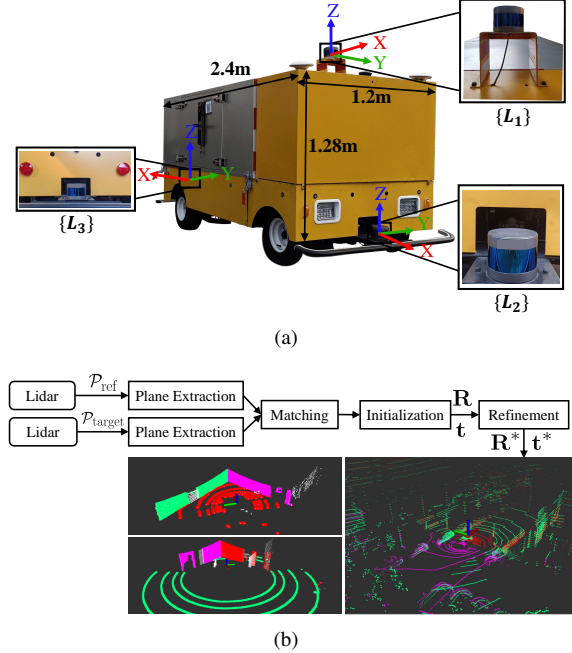 Z
X
Y
{L₁}
2.4m
1.2m
1.28m
Z
X
Y
{L₃}
Z
Y
X
{L₂}
(a)
Lidar
𝒫ref
Plane Extraction
Lidar
𝒫target
Plane Extraction
Matching
Initialization
R
t
Refinement
R* t*
(b)